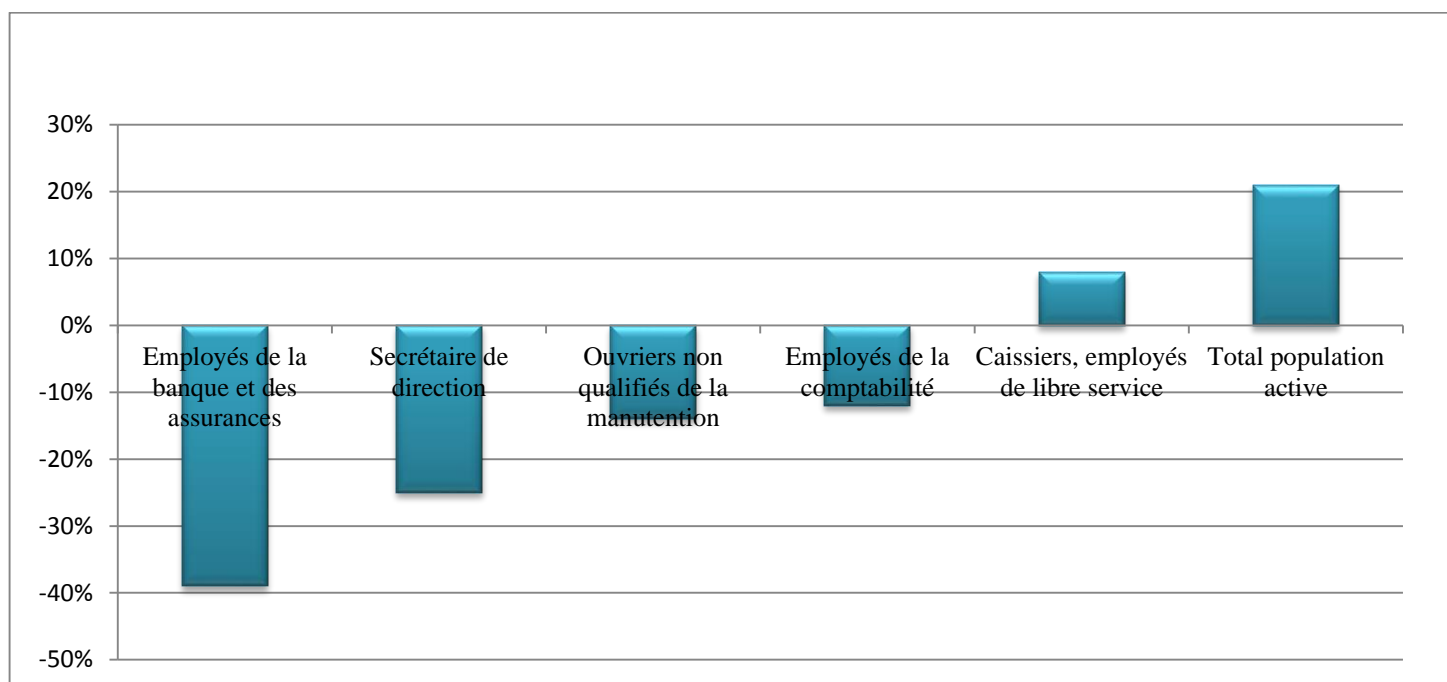 30%
20%
10%
0%
-10%
-20%
-30%
-40%
-50%
Employés de la
banque et des
assurances
Secrétaire de
direction
Ouvriers non
qualifiés de la
manutention
Employés de la
comptabilité
Caissiers, employés
de libre service
Total population
active